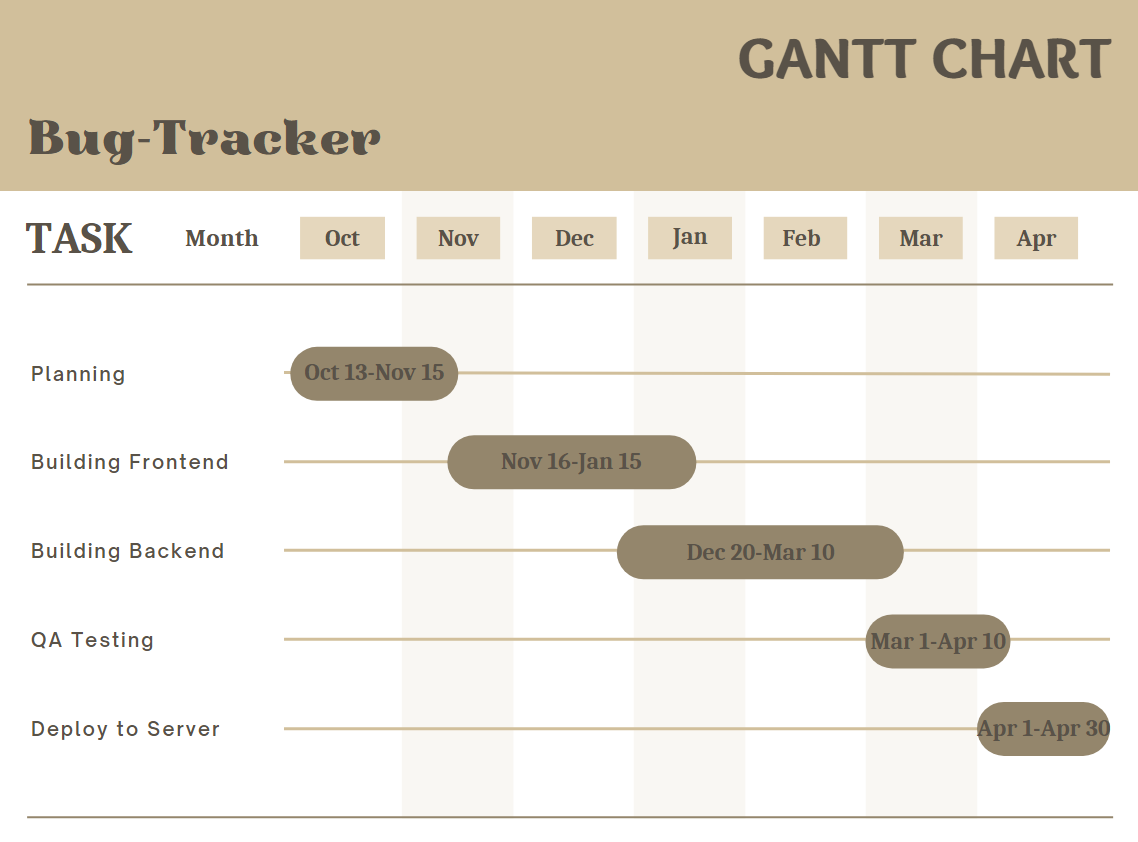 GANTT CHART
Bug-Tracker
TASK Month Oct Nov Dec Jan Feb Mar Apr
Planning Oct 13-Nov 15
Building Frontend Nov 16-Jan 15
Building Backend Dec 20-Mar 10
QA Testing Mar 1-Apr 10
Deploy to Server Apr 1-Apr 30